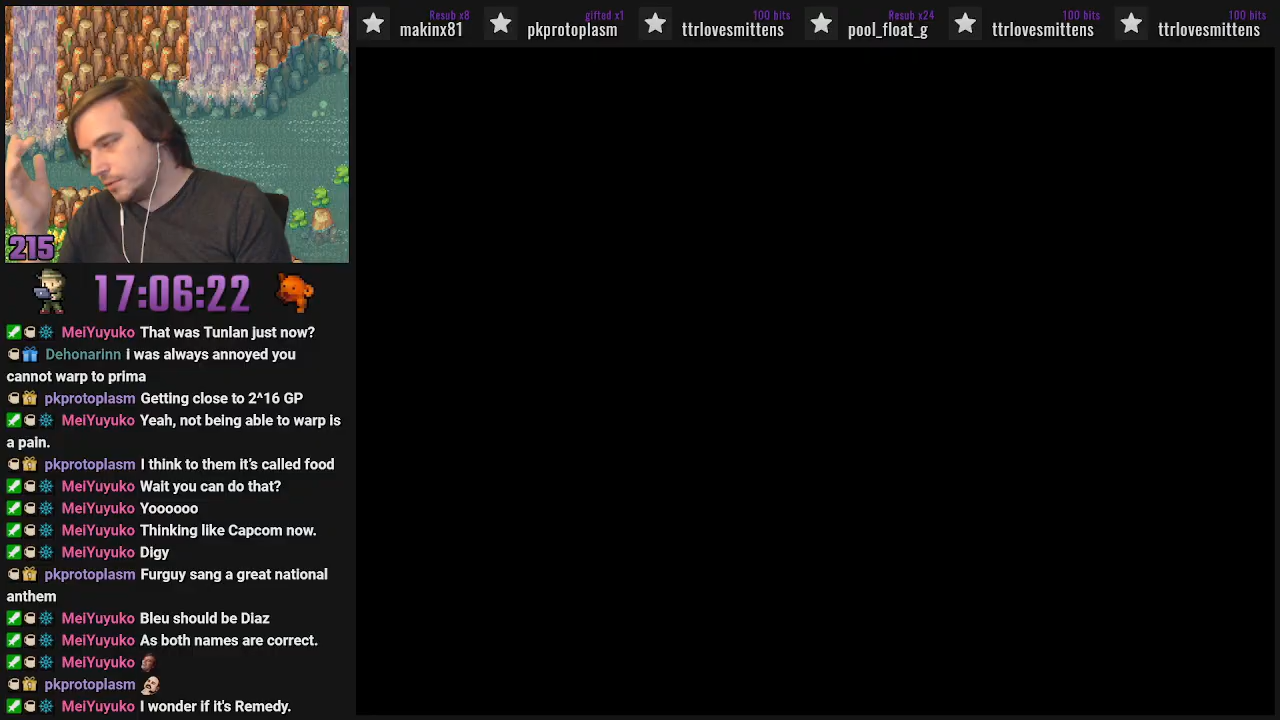 Resub x8
makinx81
gifted x1
pkprotoplasm
100 bits
ttrlovesmittens
Resub x24
pool_float_g
100 bits
ttrlovesmittens
100 bits
ttrlovesmittens
215
17:06:22
MeiYuyuko That was Tunlan just now?
Dehonarinn i was always annoyed you
cannot warp to prima
pkprotoplasm Getting close to 2^16 GP
MeiYuyuko Yeah, not being able to warp is
a pain.
pkprotoplasm I think to them it’s called food
MeiYuyuko Wait you can do that?
MeiYuyuko Yoooooo
MeiYuyuko Thinking like Capcom now.
MeiYuyuko Digy
pkprotoplasm Furguy sang a great national
anthem
MeiYuyuko Bleu should be Diaz
MeiYuyuko As both names are correct.
MeiYuyuko
pkprotoplasm
MeiYuyuko I wonder if it's Remedy.